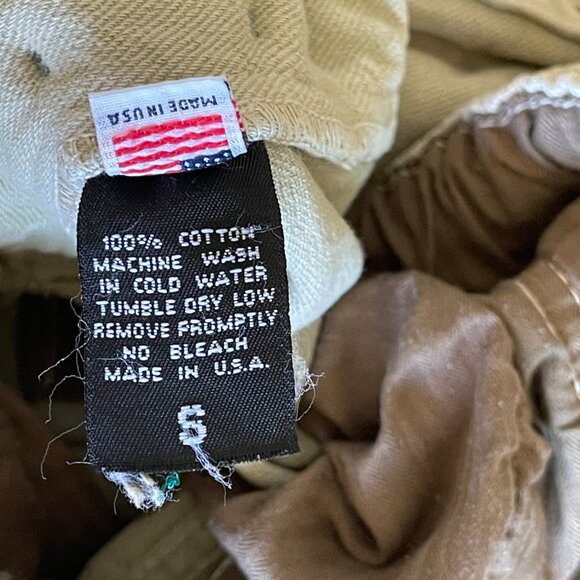 MADE IN USA
100% COTTON
MACHINE WASH
IN COLD WATER
TUMBLE DRY LOW
REMOVE PROMPTLY
NO BLEACH
MADE IN U.S.A.
S